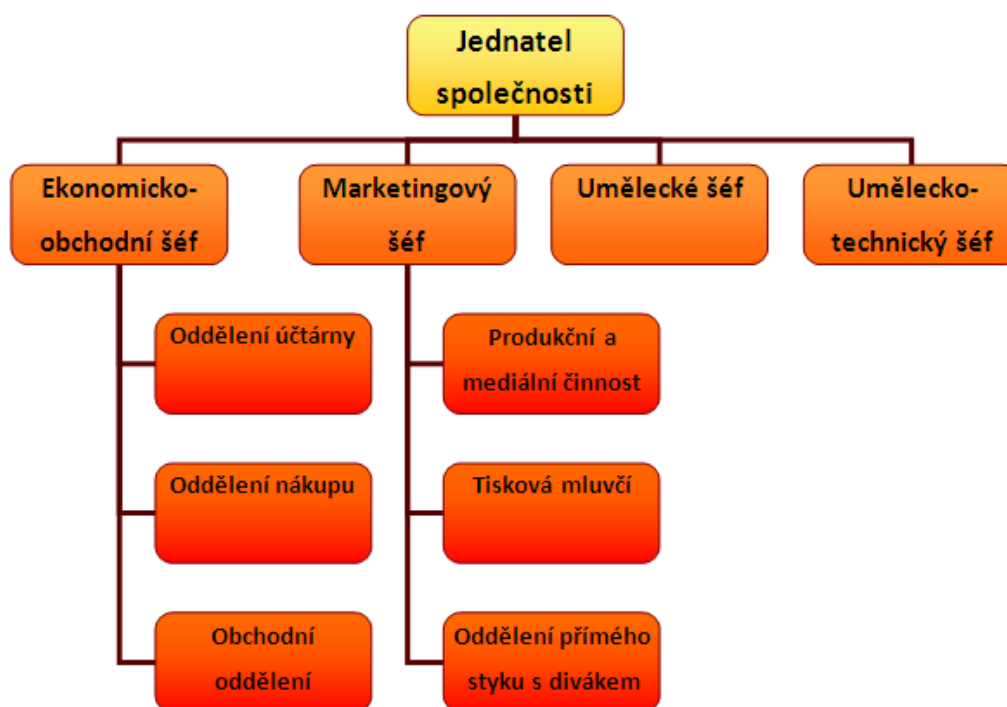 Jednatel
společnosti
Ekonomicko-
obchodní šéf
Marketingový
šéf
Umělecké šéf
Umělecko-
technický šéf
Oddělení účtárny
Produkční a
mediální činnost
Oddělení nákupu
Tisková mluvčí
Obchodní
oddělení
Oddělení přímého
styku s divákem